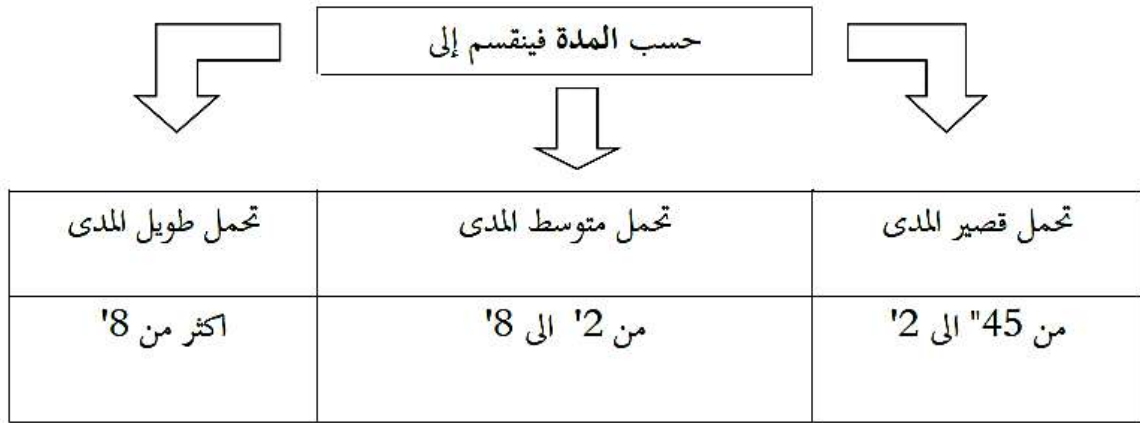 حسب المدة فينقسم إلى
تحمل قصير المدى
تحمل متوسط المدى
تحمل طويل المدى
من 45" الى 2'
من 2' الى 8'
اكثر من 8'